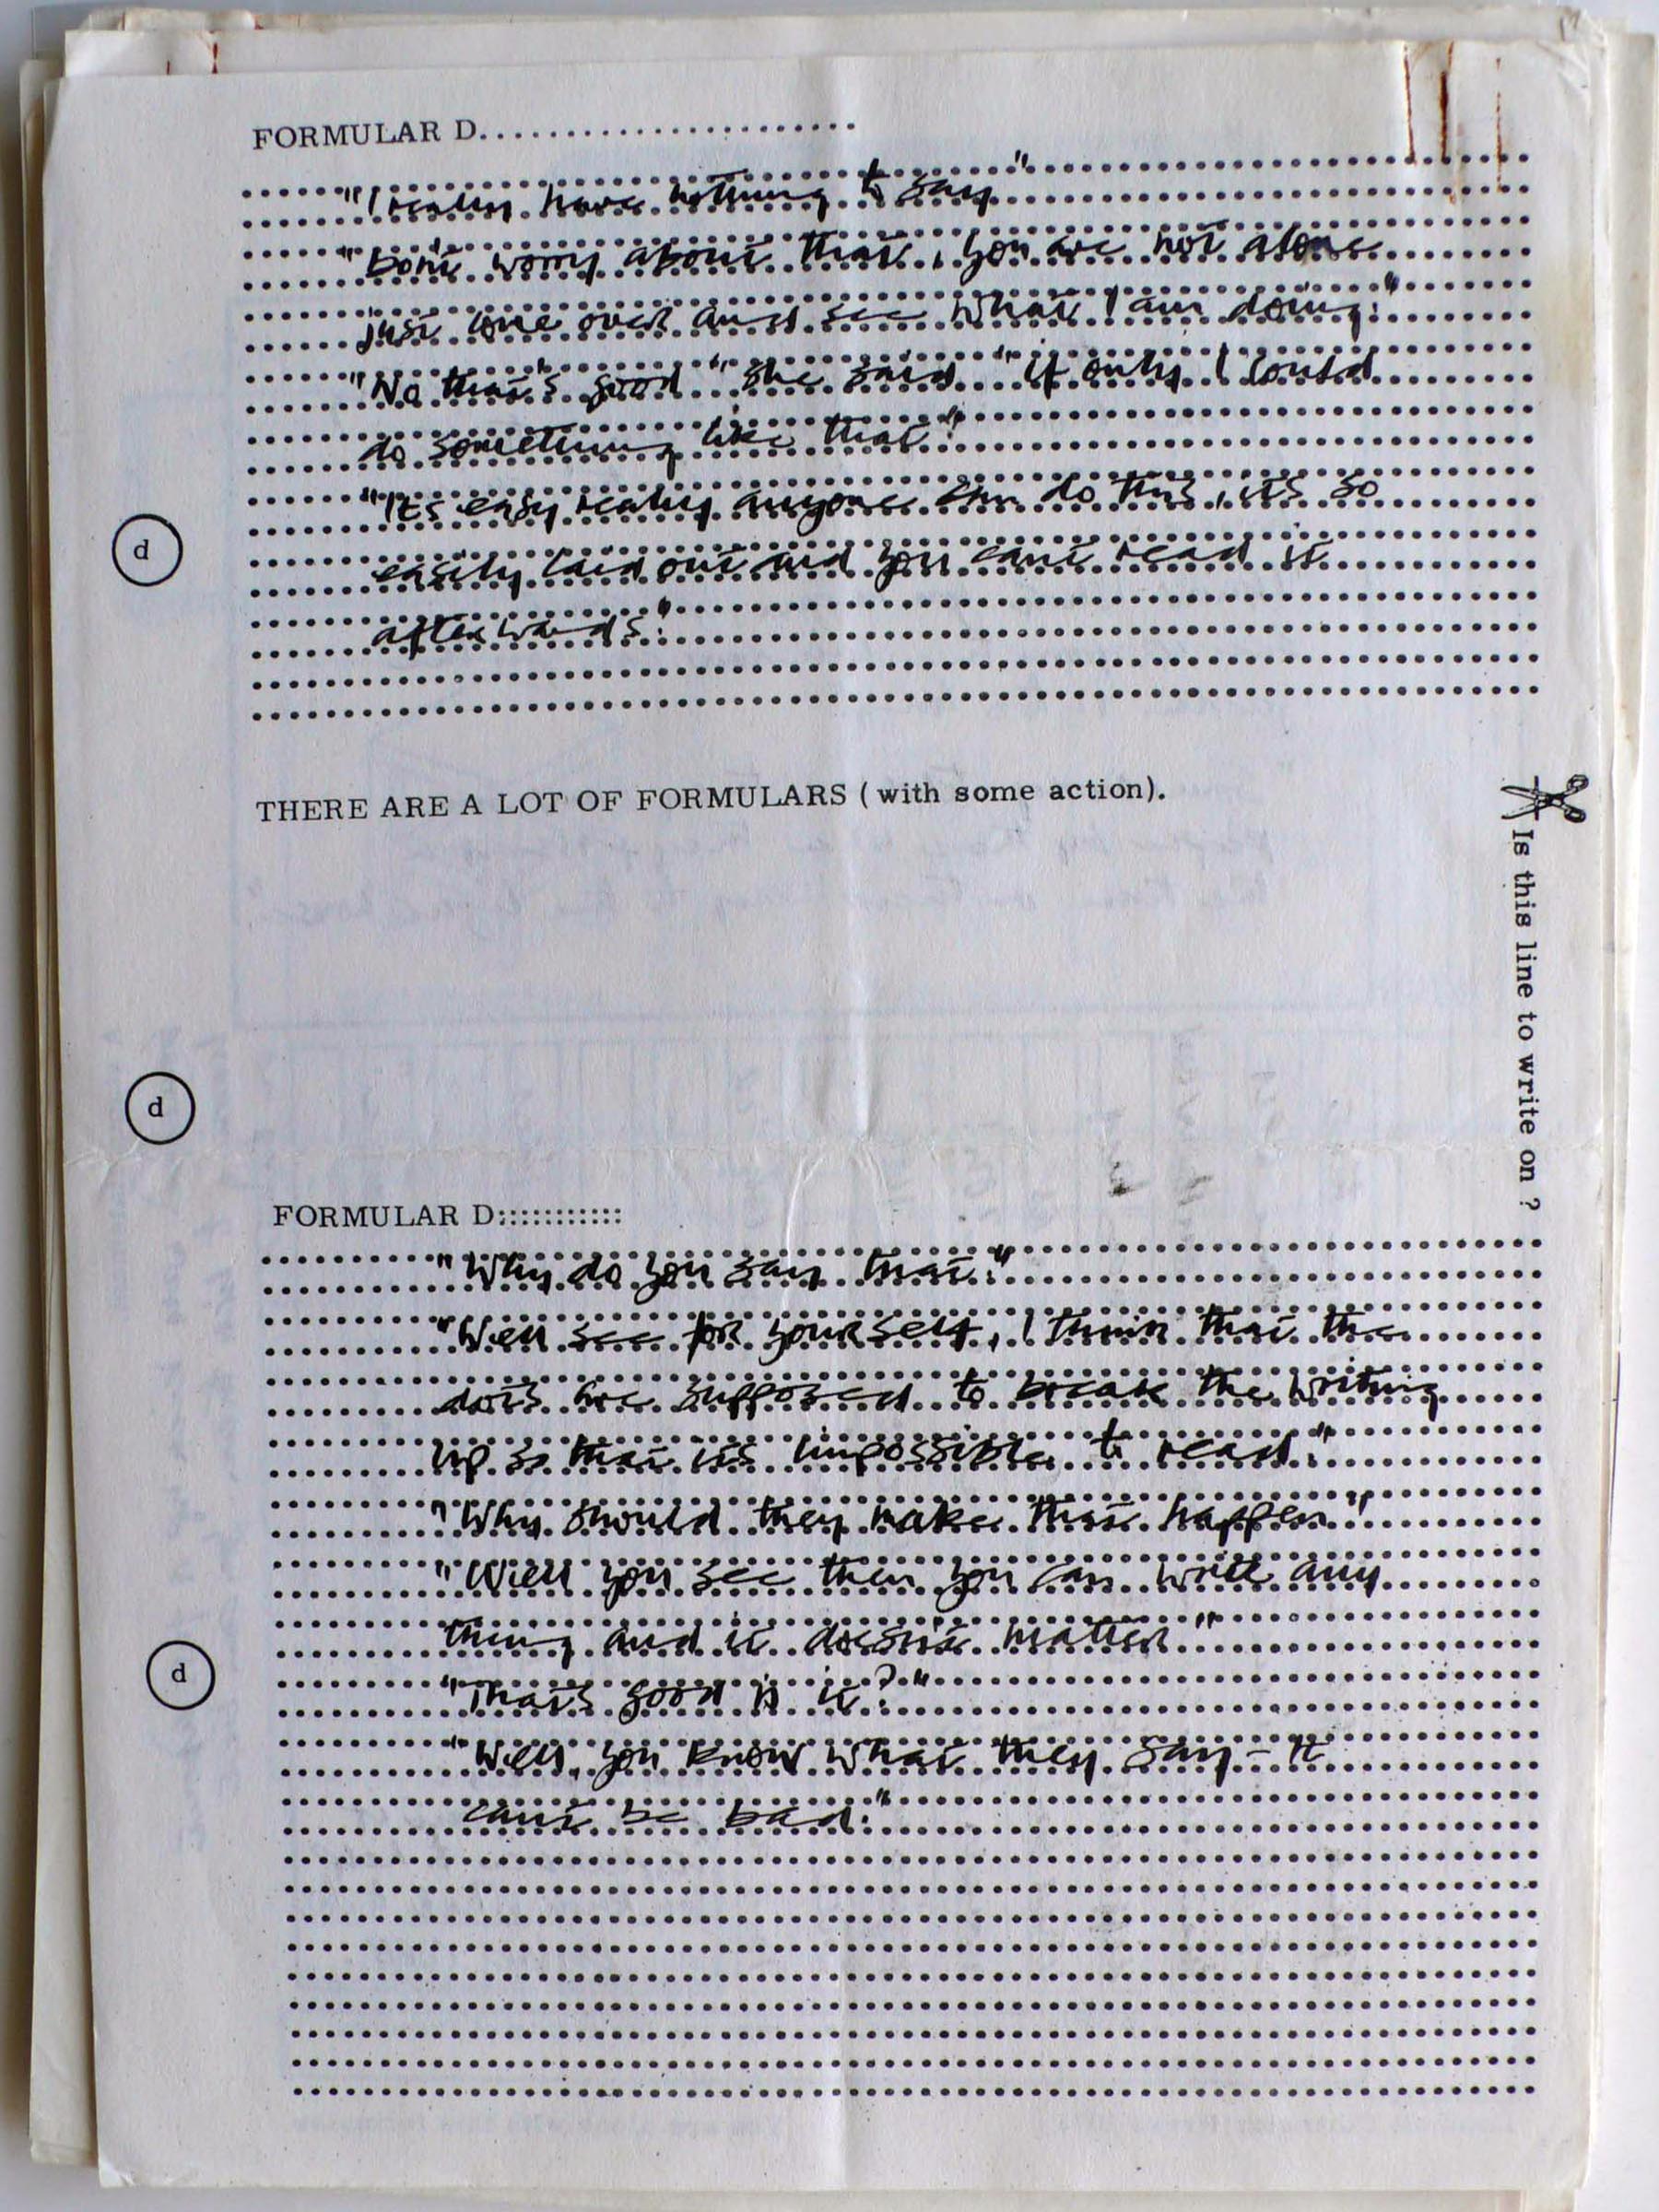 FORMULAR D......................
"I really have nothing to say"
"Don't worry about that, you are not alone
just come over and see what I am doing."
"No that's good" she said "if only I could
do something like that"
"It's easy really anyone can do this, its so
easily laid out and you cant read it
afterwards."
d
THERE ARE A LOT OF FORMULARS (with some action).
Is this line to write on ?
d
FORMULAR D:::::::::::
"Why do you say that."
"Well see for yourself, I think that the
dots are supposed to break the writing
up so that its impossible to read."
"Why should they make that happen"
"Well you see then you can write any
thing and it doesn't matter"
d
"That's good is it?"
"Well, you know what they say – It
can't be bad."